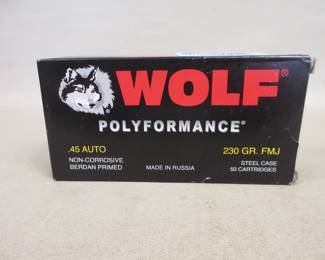 WOLF®
POLYFORMANCE®
.45 AUTO 230 GR. FMJ
NON-CORROSIVE STEEL CASE
BERDAN PRIMED MADE IN RUSSIA 50 CARTRIDGES